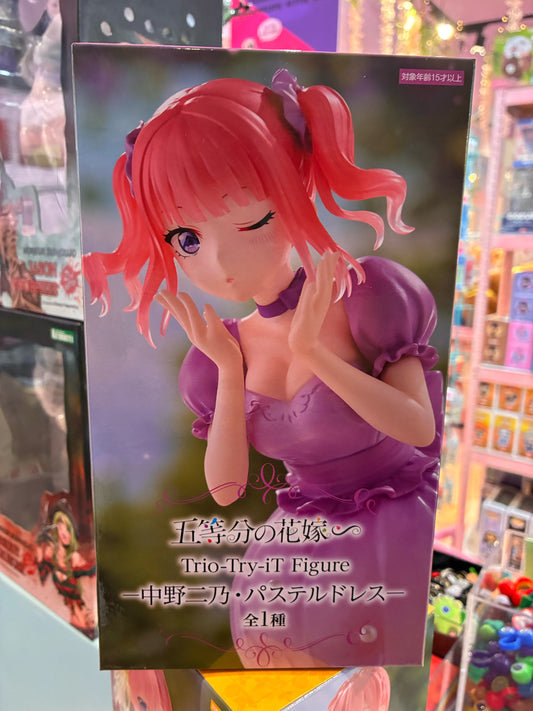 対象年齢15才以上
五等分の花嫁∽
Trio-Try-iT Figure
−中野二乃・パステルドレス−
全1種